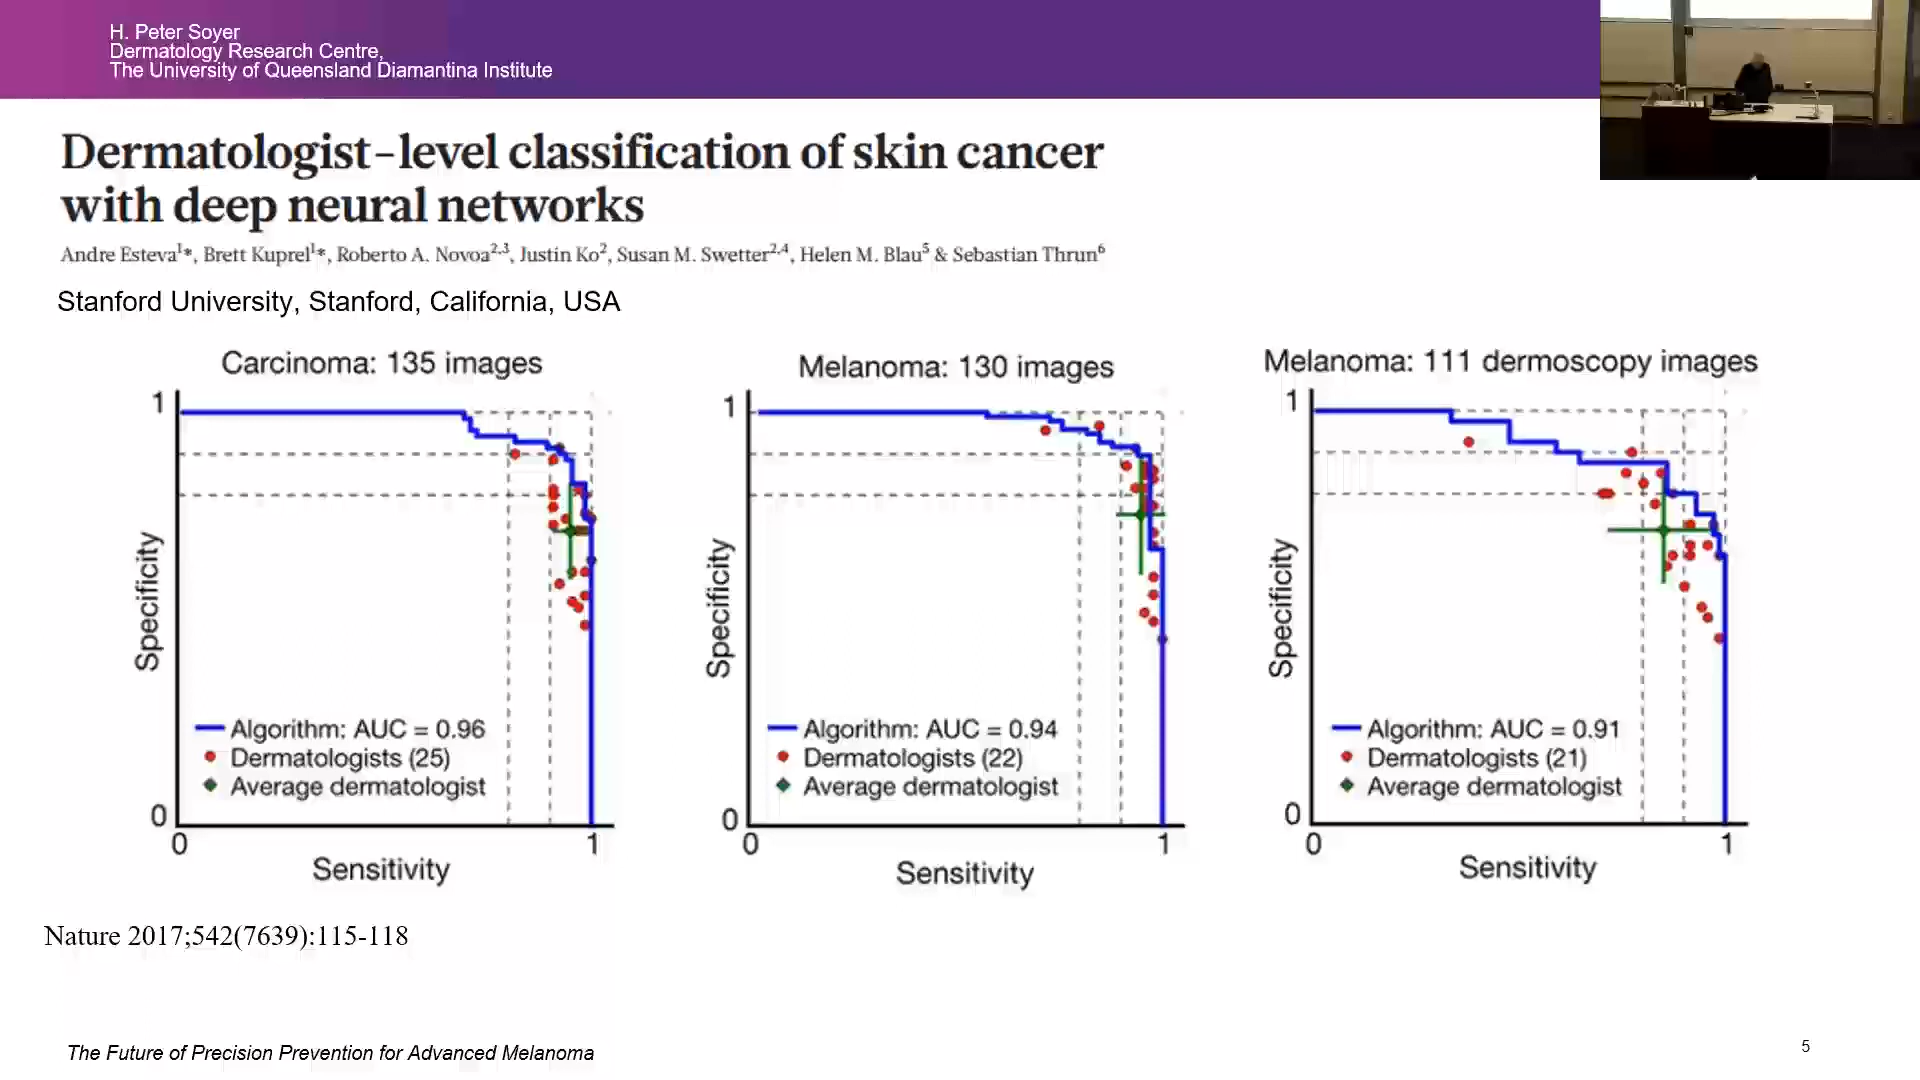 H. Peter Soyer
Dermatology Research Centre,
The University of Queensland Diamantina Institute
Dermatologist-level classification of skin cancer
with deep neural networks
Andre Esteva¹*, Brett Kuprel¹*, Roberto A. Novoa²,³, Justin Ko², Susan M. Swetter²,⁴, Helen M. Blau⁵ & Sebastian Thrun⁶
Stanford University, Stanford, California, USA
Carcinoma: 135 images
1
Specificity
Algorithm: AUC = 0.96
Dermatologists (25)
Average dermatologist
0
0
1
Sensitivity
Melanoma: 130 images
1
Specificity
Algorithm: AUC = 0.94
Dermatologists (22)
Average dermatologist
0
0
1
Sensitivity
Melanoma: 111 dermoscopy images
1
Specificity
Algorithm: AUC = 0.91
Dermatologists (21)
Average dermatologist
0
0
1
Sensitivity
Nature 2017;542(7639):115-118
The Future of Precision Prevention for Advanced Melanoma
5